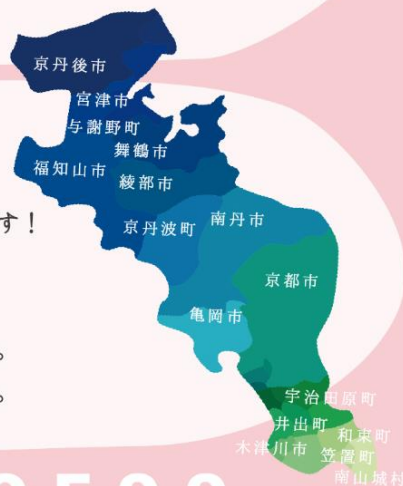 京丹後市
宮津市
与謝野町
舞鶴市
福知山市
綾部市
す！
京丹波町
南丹市
京都市
亀岡市
。
。
宇治田原町
井出町
和束町
木津川市
笠置町
南山城村